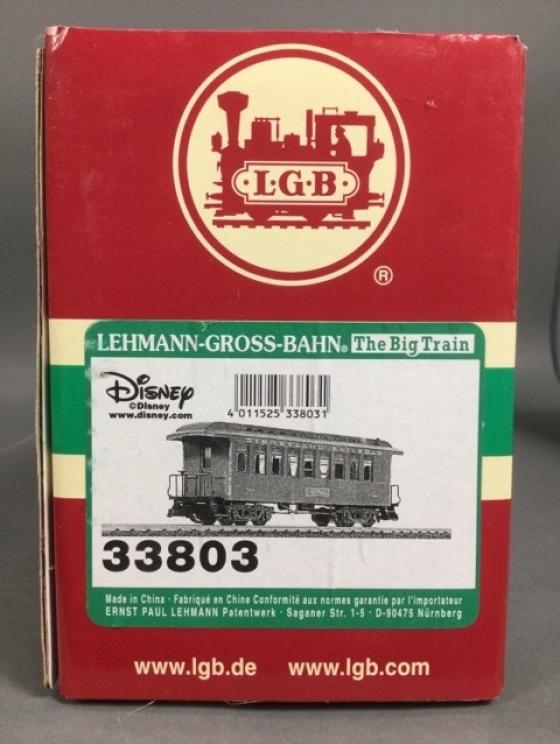 L·G·B
®
LEHMANN-GROSS-BAHN® The Big Train
Disney
©Disney
www.disney.com
4 011525 338031
33803
Made in China · Fabriqué en Chine Conformité aux normes garantie par l'importateur
ERNST PAUL LEHMANN Patentwerk · Saganer Str. 1-5 · D-90475 Nürnberg
www.lgb.de www.lgb.com